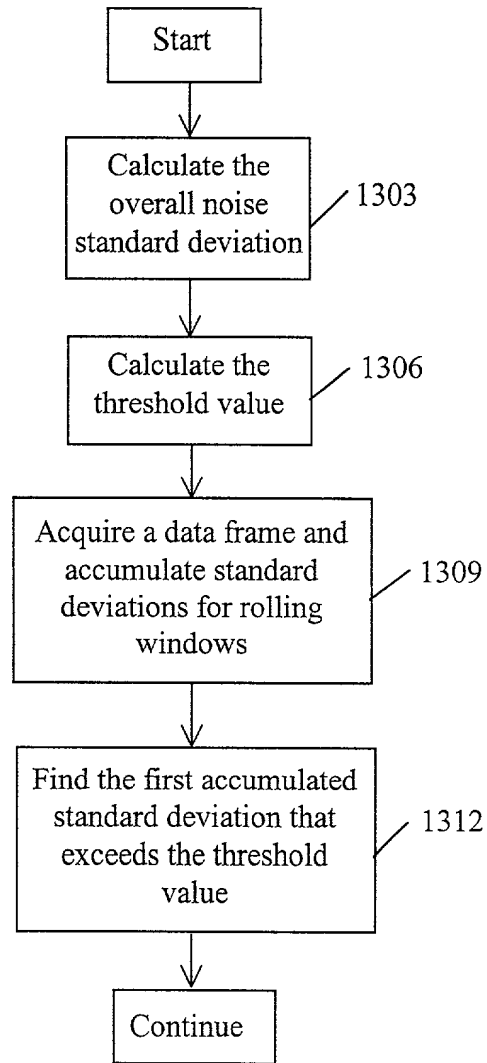 Start
Calculate the
overall noise
standard deviation
1303
Calculate the
threshold value
1306
Acquire a data frame and
accumulate standard
deviations for rolling
windows
1309
Find the first accumulated
standard deviation that
exceeds the threshold
value
1312
Continue